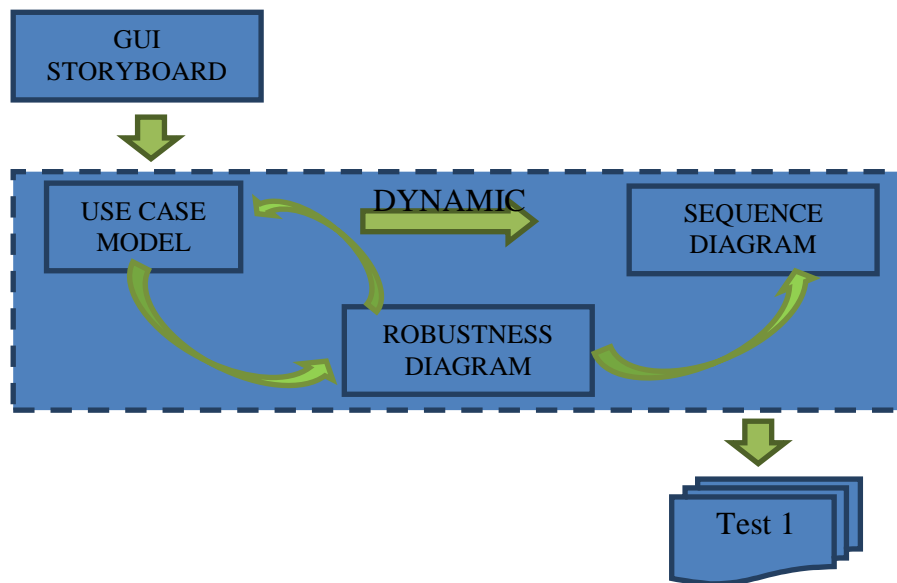 GUI
STORYBOARD
USE CASE
MODEL
DYNAMIC
SEQUENCE
DIAGRAM
ROBUSTNESS
DIAGRAM
Test 1